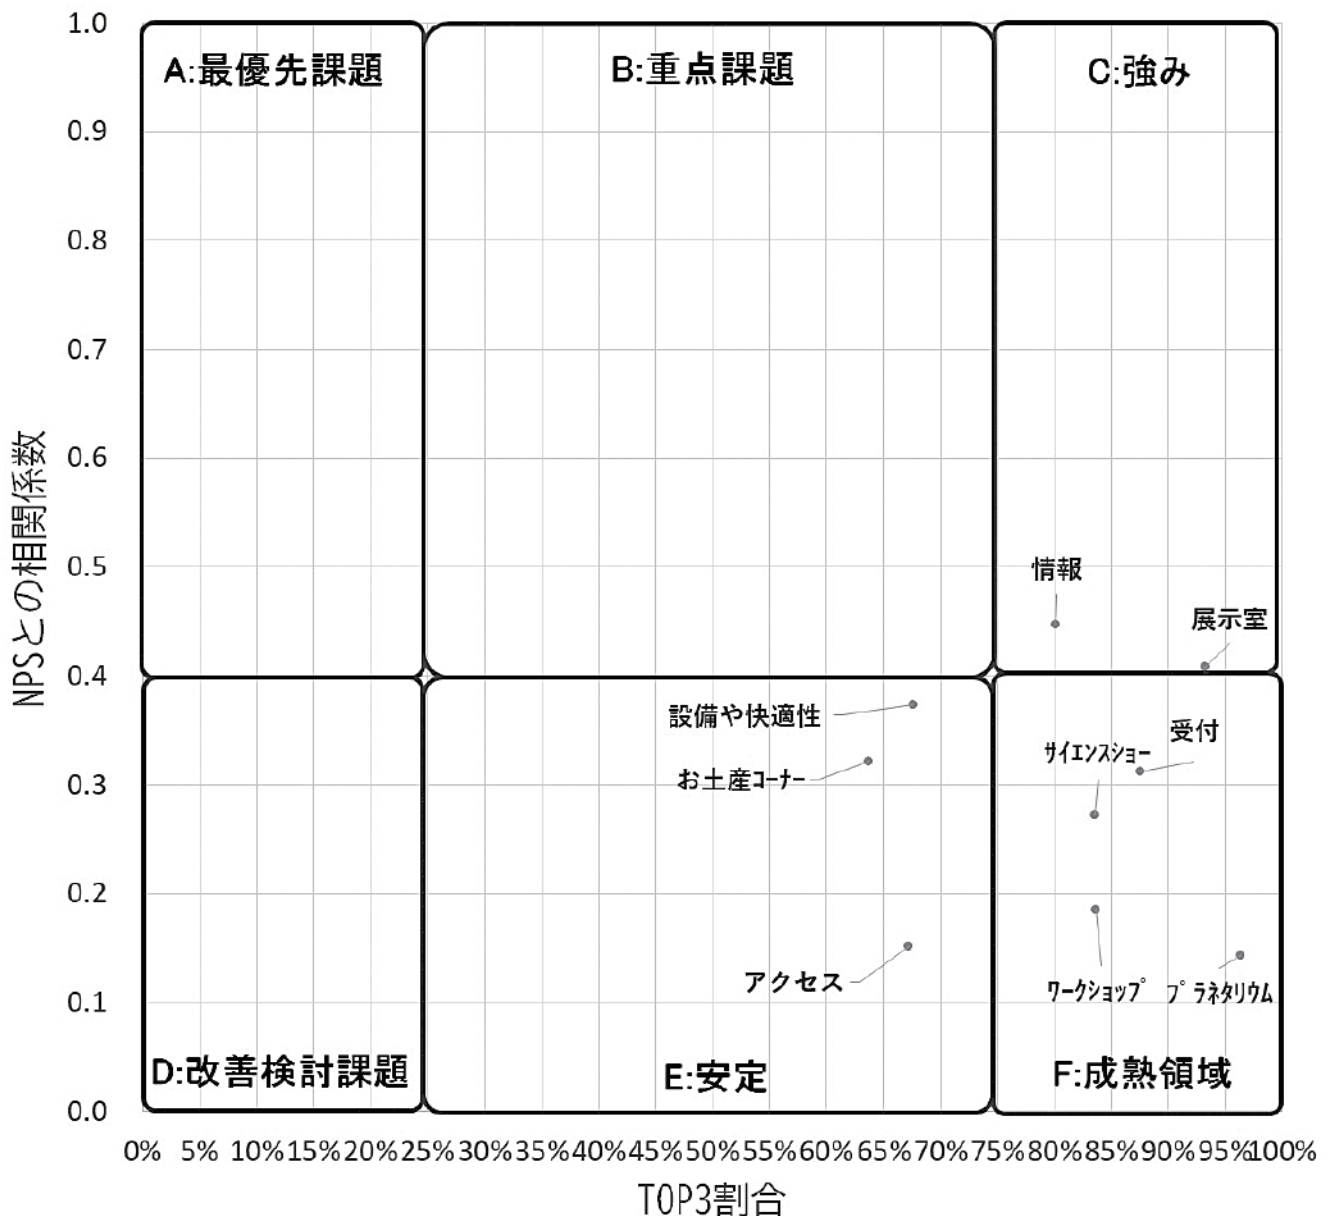 1.0
A:最優先課題
B:重点課題
C:強み
0.9
0.8
0.7
0.6
0.5
0.4
0.3
0.2
0.1
0.0
NPSとの相関係数
情報
展示室
設備や快適性
お土産ｺｰﾅｰ
ｻｲｴﾝｽｼｮｰ
受付
アクセス
ﾜｰｸｼｮｯﾌﾟ
ﾌﾟﾗﾈﾀﾘｳﾑ
D:改善検討課題
E:安定
F:成熟領域
0% 5% 10% 15% 20% 25% 30% 35% 40% 45% 50% 55% 60% 65% 70% 75% 80% 85% 90% 95% 100%
TOP3割合